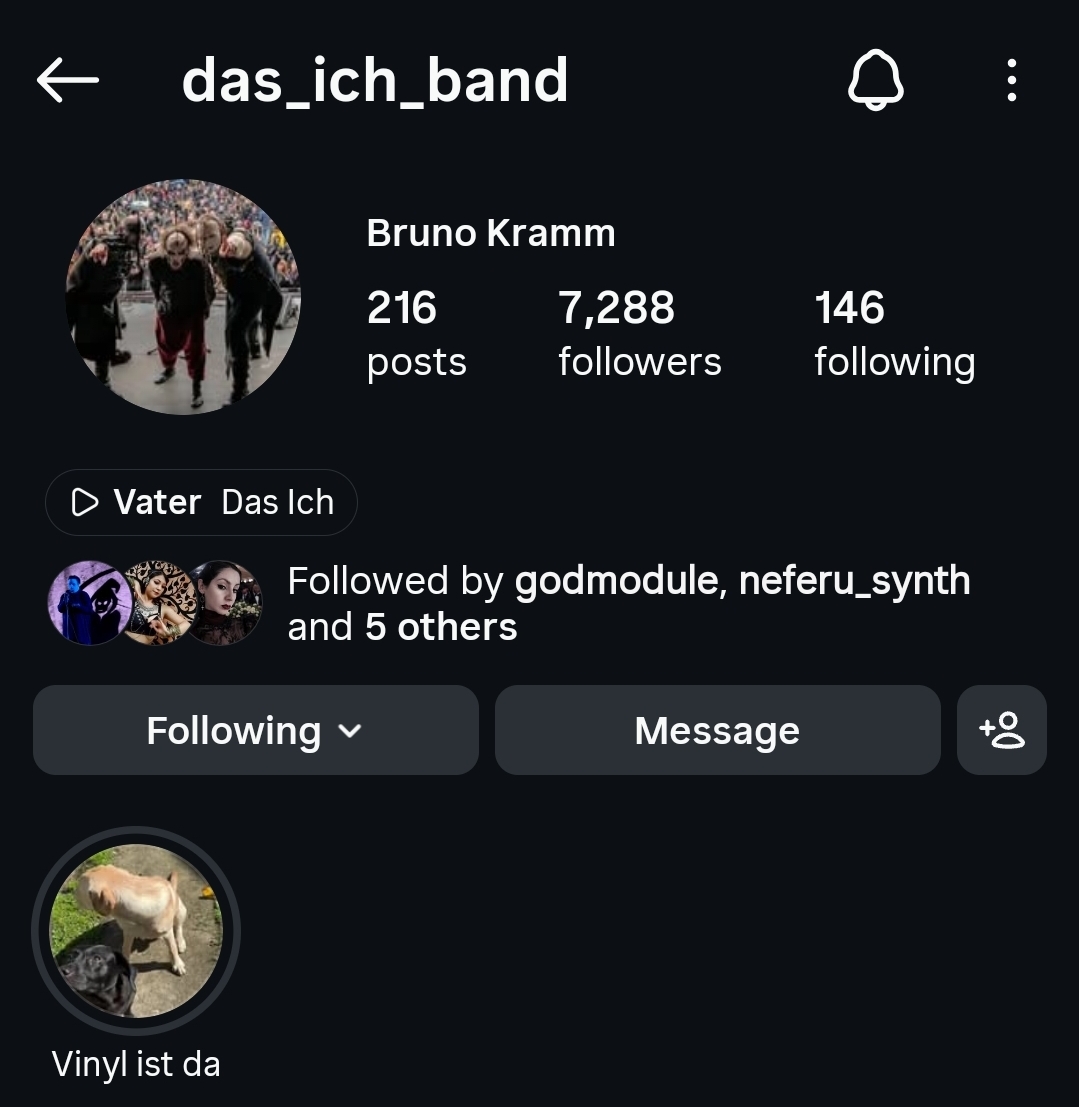 das_ich_band
Bruno Kramm
216 7,288 146
posts followers following
Vater Das Ich
Followed by godmodule, neferu_synth
and 5 others
Following Message
Vinyl ist da